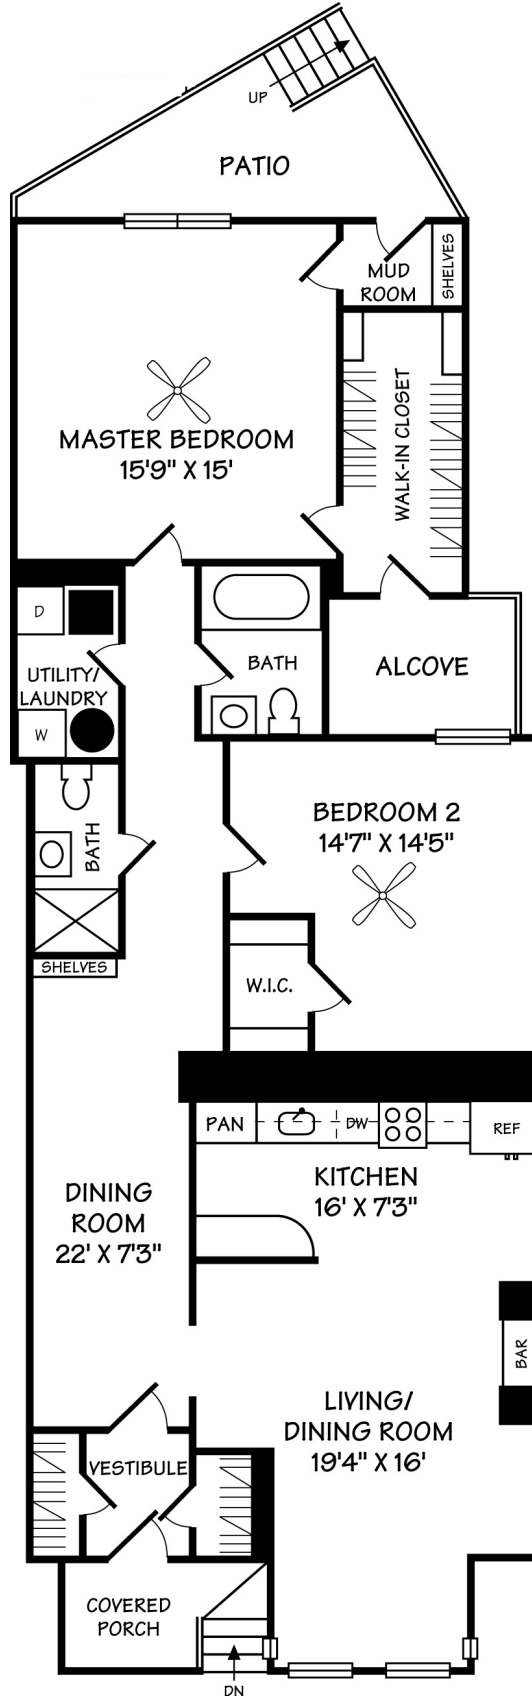 UP
PATIO
MUD
ROOM
SHELVES
MASTER BEDROOM
15'9" X 15'
WALK-IN CLOSET
D
UTILITY/
LAUNDRY
W
BATH
ALCOVE
BATH
BEDROOM 2
14'7" X 14'5"
SHELVES
W.I.C.
PAN
DW
REF
KITCHEN
16' X 7'3"
DINING
ROOM
22' X 7'3"
BAR
LIVING/
DINING ROOM
19'4" X 16'
VESTIBULE
COVERED
PORCH
DN